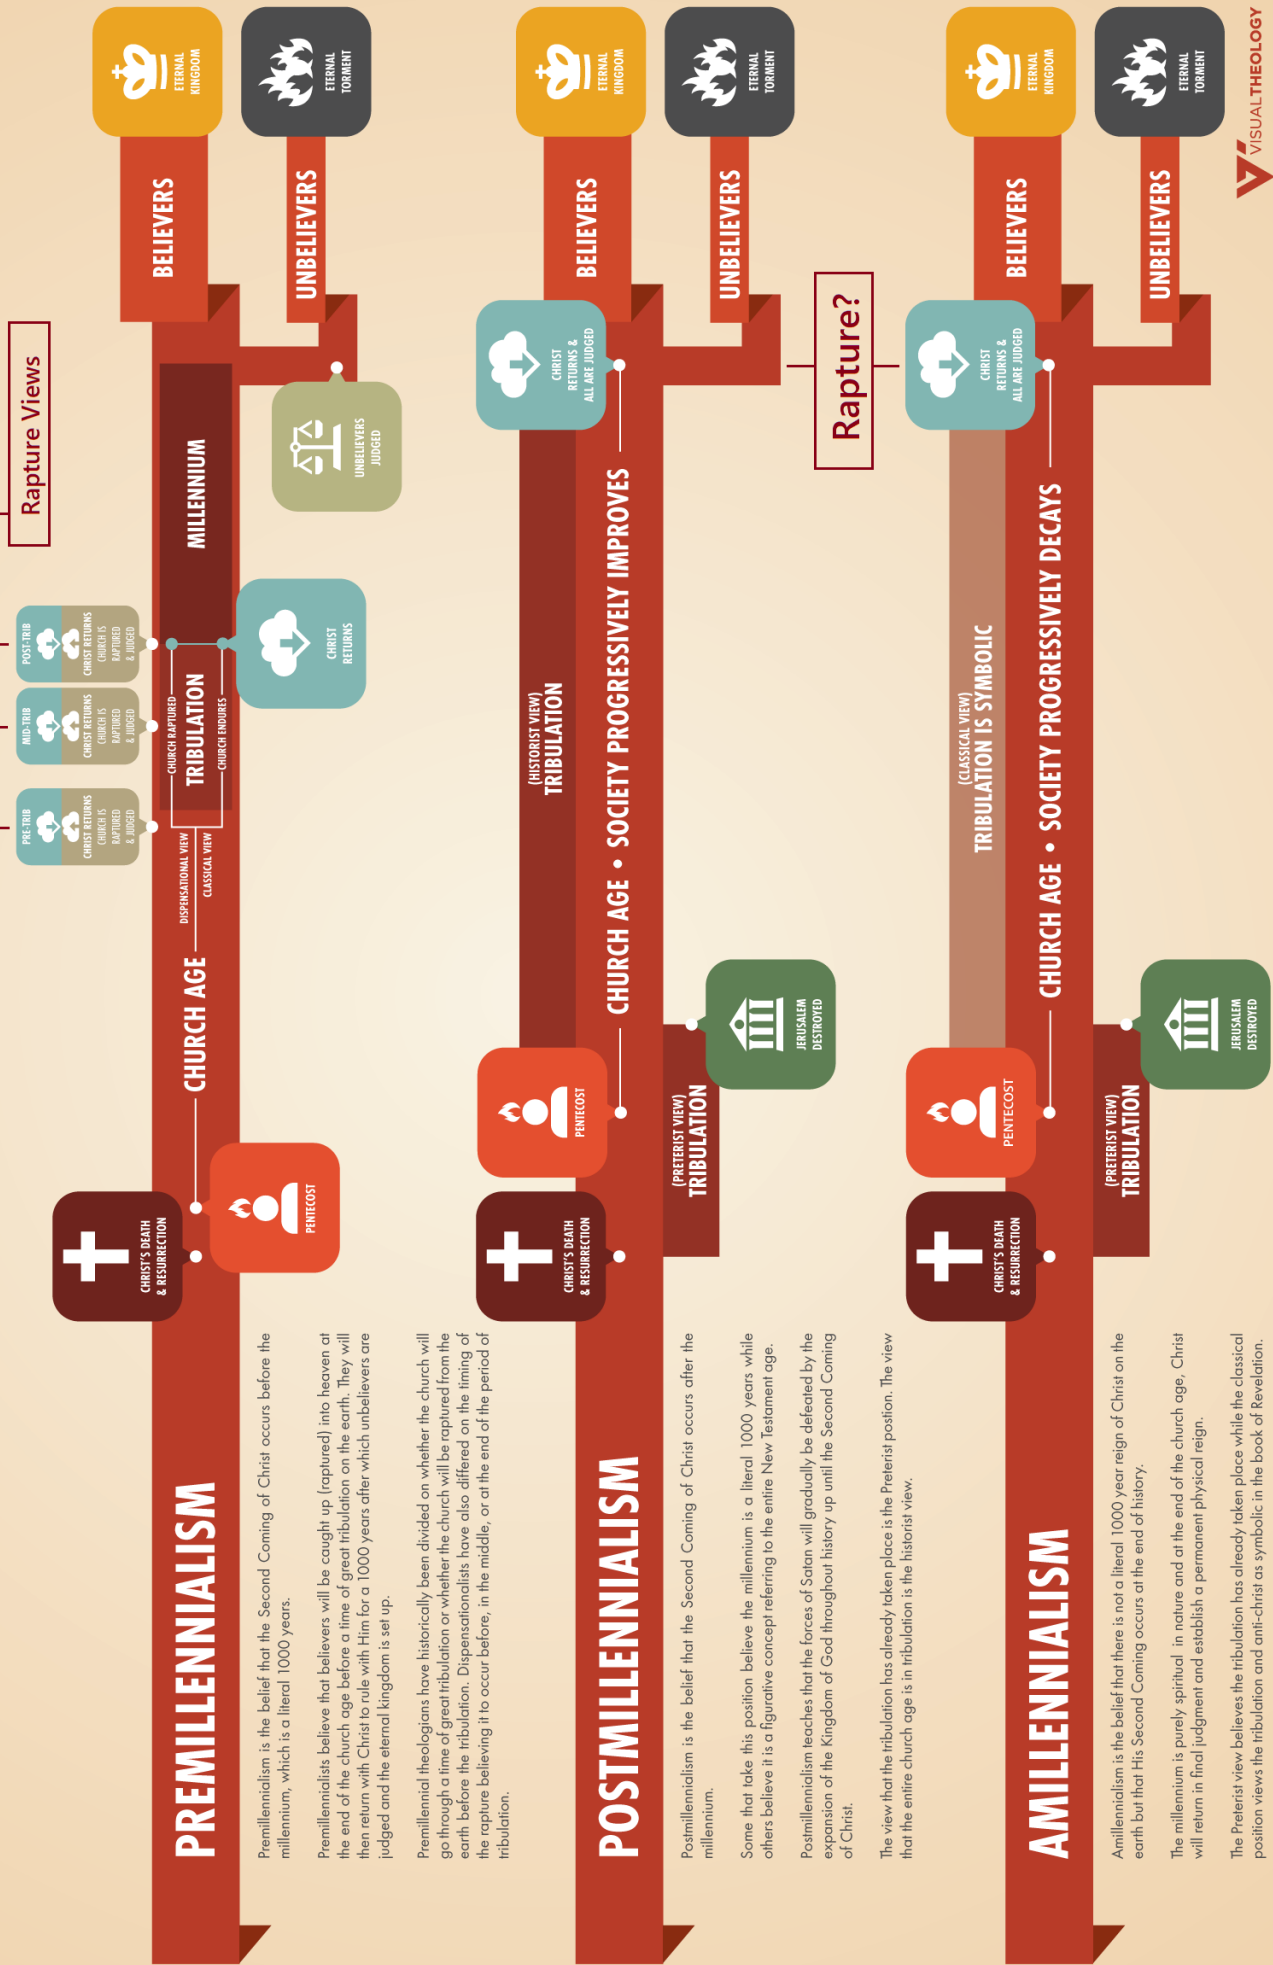 Rapture Views
PRE-TRIB
CHRIST RETURNS
CHURCH IS
RAPTURED
& JUDGED
MID-TRIB
CHRIST RETURNS
CHURCH IS
RAPTURED
& JUDGED
POST-TRIB
CHRIST RETURNS
CHURCH IS
RAPTURED
& JUDGED
PREMILLENNIALISM
CHRIST'S DEATH
& RESURRECTION
PENTECOST
CHURCH AGE
DISPENSATIONAL VIEW
CLASSICAL VIEW
CHURCH RAPTURED
TRIBULATION
CHURCH ENDURES
CHRIST
RETURNS
MILLENNIUM
UNBELIEVERS
JUDGED
BELIEVERS
ETERNAL
KINGDOM
UNBELIEVERS
ETERNAL
TORMENT
Premillennialism is the belief that the Second Coming of Christ occurs before the
millennium, which is a literal 1000 years.
Premillennialists believe that believers will be caught up (raptured) into heaven at
the end of the church age before a time of great tribulation on the earth. They will
then return with Christ to rule with Him for a 1000 years after which unbelievers are
judged and the eternal kingdom is set up.
Premillennial theologians have historically been divided on whether the church will
go through a time of great tribulation or whether the church will be raptured from the
earth before the tribulation. Dispensationalists have also differed on the timing of
the rapture believing it to occur before, in the middle, or at the end of the period of
tribulation.
POSTMILLENNIALISM
CHRIST'S DEATH
& RESURRECTION
PENTECOST
(HISTORIST VIEW)
TRIBULATION
CHURCH AGE • SOCIETY PROGRESSIVELY IMPROVES
(PRETERIST VIEW)
TRIBULATION
JERUSALEM
DESTROYED
CHRIST
RETURNS &
ALL ARE JUDGED
BELIEVERS
ETERNAL
KINGDOM
UNBELIEVERS
ETERNAL
TORMENT
Postmillennialism is the belief that the Second Coming of Christ occurs after the
millennium.
Some that take this position believe the millennium is a literal 1000 years while
others believe it is a figurative concept referring to the entire New Testament age.
Postmillennialism teaches that the forces of Satan will gradually be defeated by the
expansion of the Kingdom of God throughout history up until the Second Coming
of Christ.
The view that the tribulation has already taken place is the Preterist postion. The view
that the entire church age is in tribulation is the historist view.
Rapture?
AMILLENNIALISM
CHRIST'S DEATH
& RESURRECTION
PENTECOST
(CLASSICAL VIEW)
TRIBULATION IS SYMBOLIC
CHURCH AGE • SOCIETY PROGRESSIVELY DECAYS
(PRETERIST VIEW)
TRIBULATION
JERUSALEM
DESTROYED
CHRIST
RETURNS &
ALL ARE JUDGED
BELIEVERS
ETERNAL
KINGDOM
UNBELIEVERS
ETERNAL
TORMENT
Amillennialism is the belief that there is not a literal 1000 year reign of Christ on the
earth but that His Second Coming occurs at the end of history.
The millennium is purely spiritual in nature and at the end of the church age, Christ
will return in final judgment and establish a permanent physical reign.
The Preterist view believes the tribulation has already taken place while the classical
position views the tribulation and anti-christ as symbolic in the book of Revelation.
VISUALTHEOLOGY